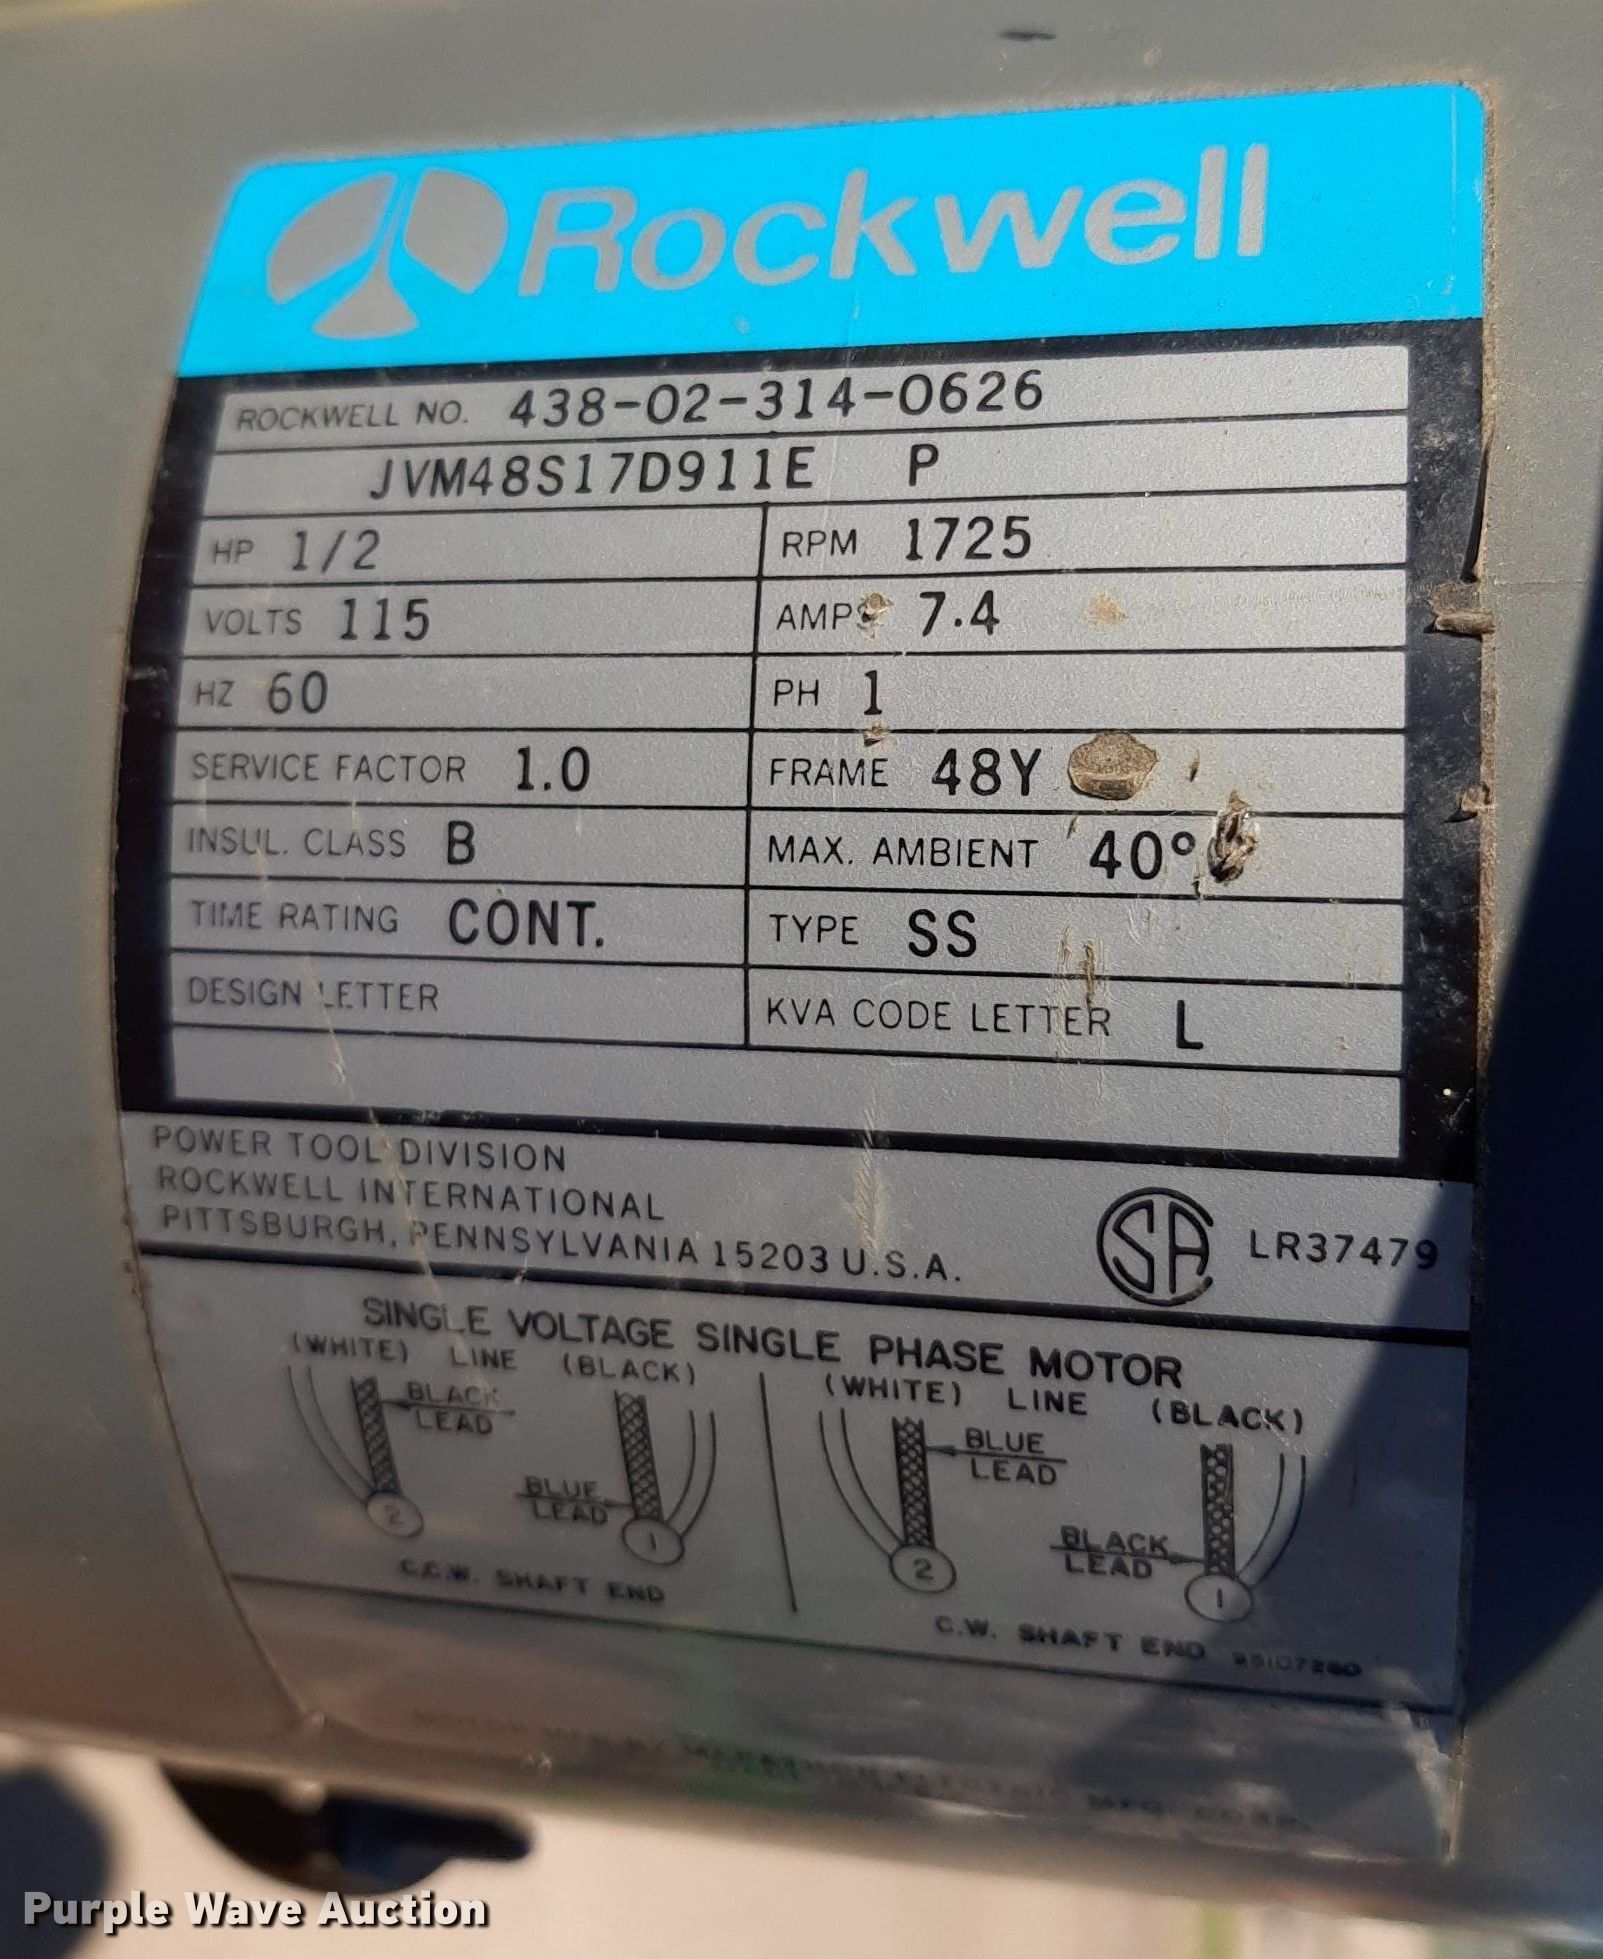 Rockwell
ROCKWELL NO. 438-02-314-0626
JVM48S17D911E P
HP 1/2 RPM 1725
VOLTS 115 AMPS 7.4
HZ 60 PH 1
SERVICE FACTOR 1.0 FRAME 48Y
INSUL. CLASS B MAX. AMBIENT 40°
TIME RATING CONT. TYPE SS
DESIGN LETTER KVA CODE LETTER L
POWER TOOL DIVISION
ROCKWELL INTERNATIONAL
PITTSBURGH, PENNSYLVANIA 15203 U.S.A.
SA LR37479
SINGLE VOLTAGE SINGLE PHASE MOTOR
(WHITE) LINE (BLACK) (WHITE) LINE (BLACK)
BLACK LEAD
BLUE LEAD
2 1
C.C.W. SHAFT END
BLUE LEAD
BLACK LEAD
2 1
C.W. SHAFT END
Purple Wave Auction